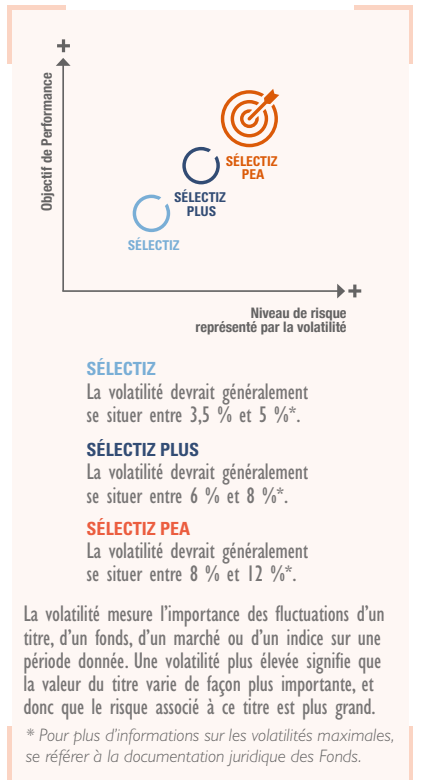 +
Objectif de Performance
SÉLECTIZ
PEA
SÉLECTIZ
PLUS
SÉLECTIZ
+
Niveau de risque
représenté par la volatilité
SÉLECTIZ
La volatilité devrait généralement
se situer entre 3,5 % et 5 %*.
SÉLECTIZ PLUS
La volatilité devrait généralement
se situer entre 6 % et 8 %*.
SÉLECTIZ PEA
La volatilité devrait généralement
se situer entre 8 % et 12 %*.
La volatilité mesure l’importance des fluctuations d’un
titre, d’un fonds, d’un marché ou d’un indice sur une
période donnée. Une volatilité plus élevée signifie que
la valeur du titre varie de façon plus importante, et
donc que le risque associé à ce titre est plus grand.
* Pour plus d’informations sur les volatilités maximales,
se référer à la documentation juridique des Fonds.